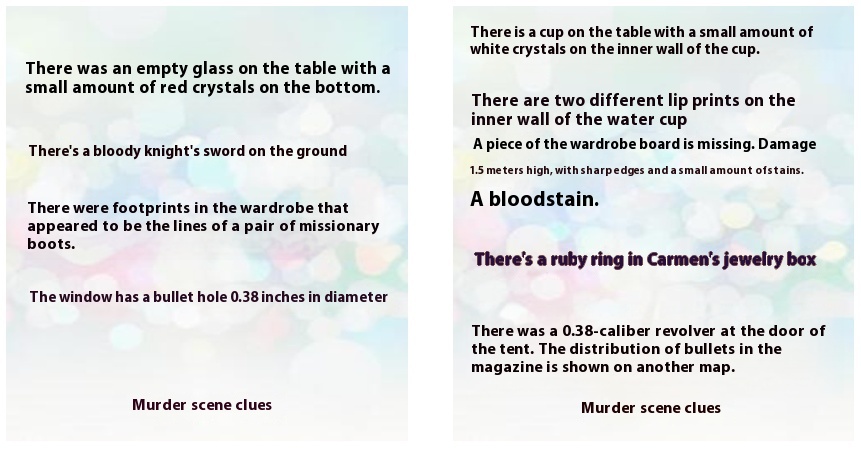 There was an empty glass on the table with a
small amount of red crystals on the bottom.
There's a bloody knight's sword on the ground
There were footprints in the wardrobe that
appeared to be the lines of a pair of missionary
boots.
The window has a bullet hole 0.38 inches in diameter
Murder scene clues
There is a cup on the table with a small amount of
white crystals on the inner wall of the cup.
There are two different lip prints on the
inner wall of the water cup
A piece of the wardrobe board is missing. Damage
1.5 meters high, with sharp edges and a small amount of stains.
A bloodstain.
There's a ruby ring in Carmen's jewelry box
There was a 0.38-caliber revolver at the door of
the tent. The distribution of bullets in the
magazine is shown on another map.
Murder scene clues